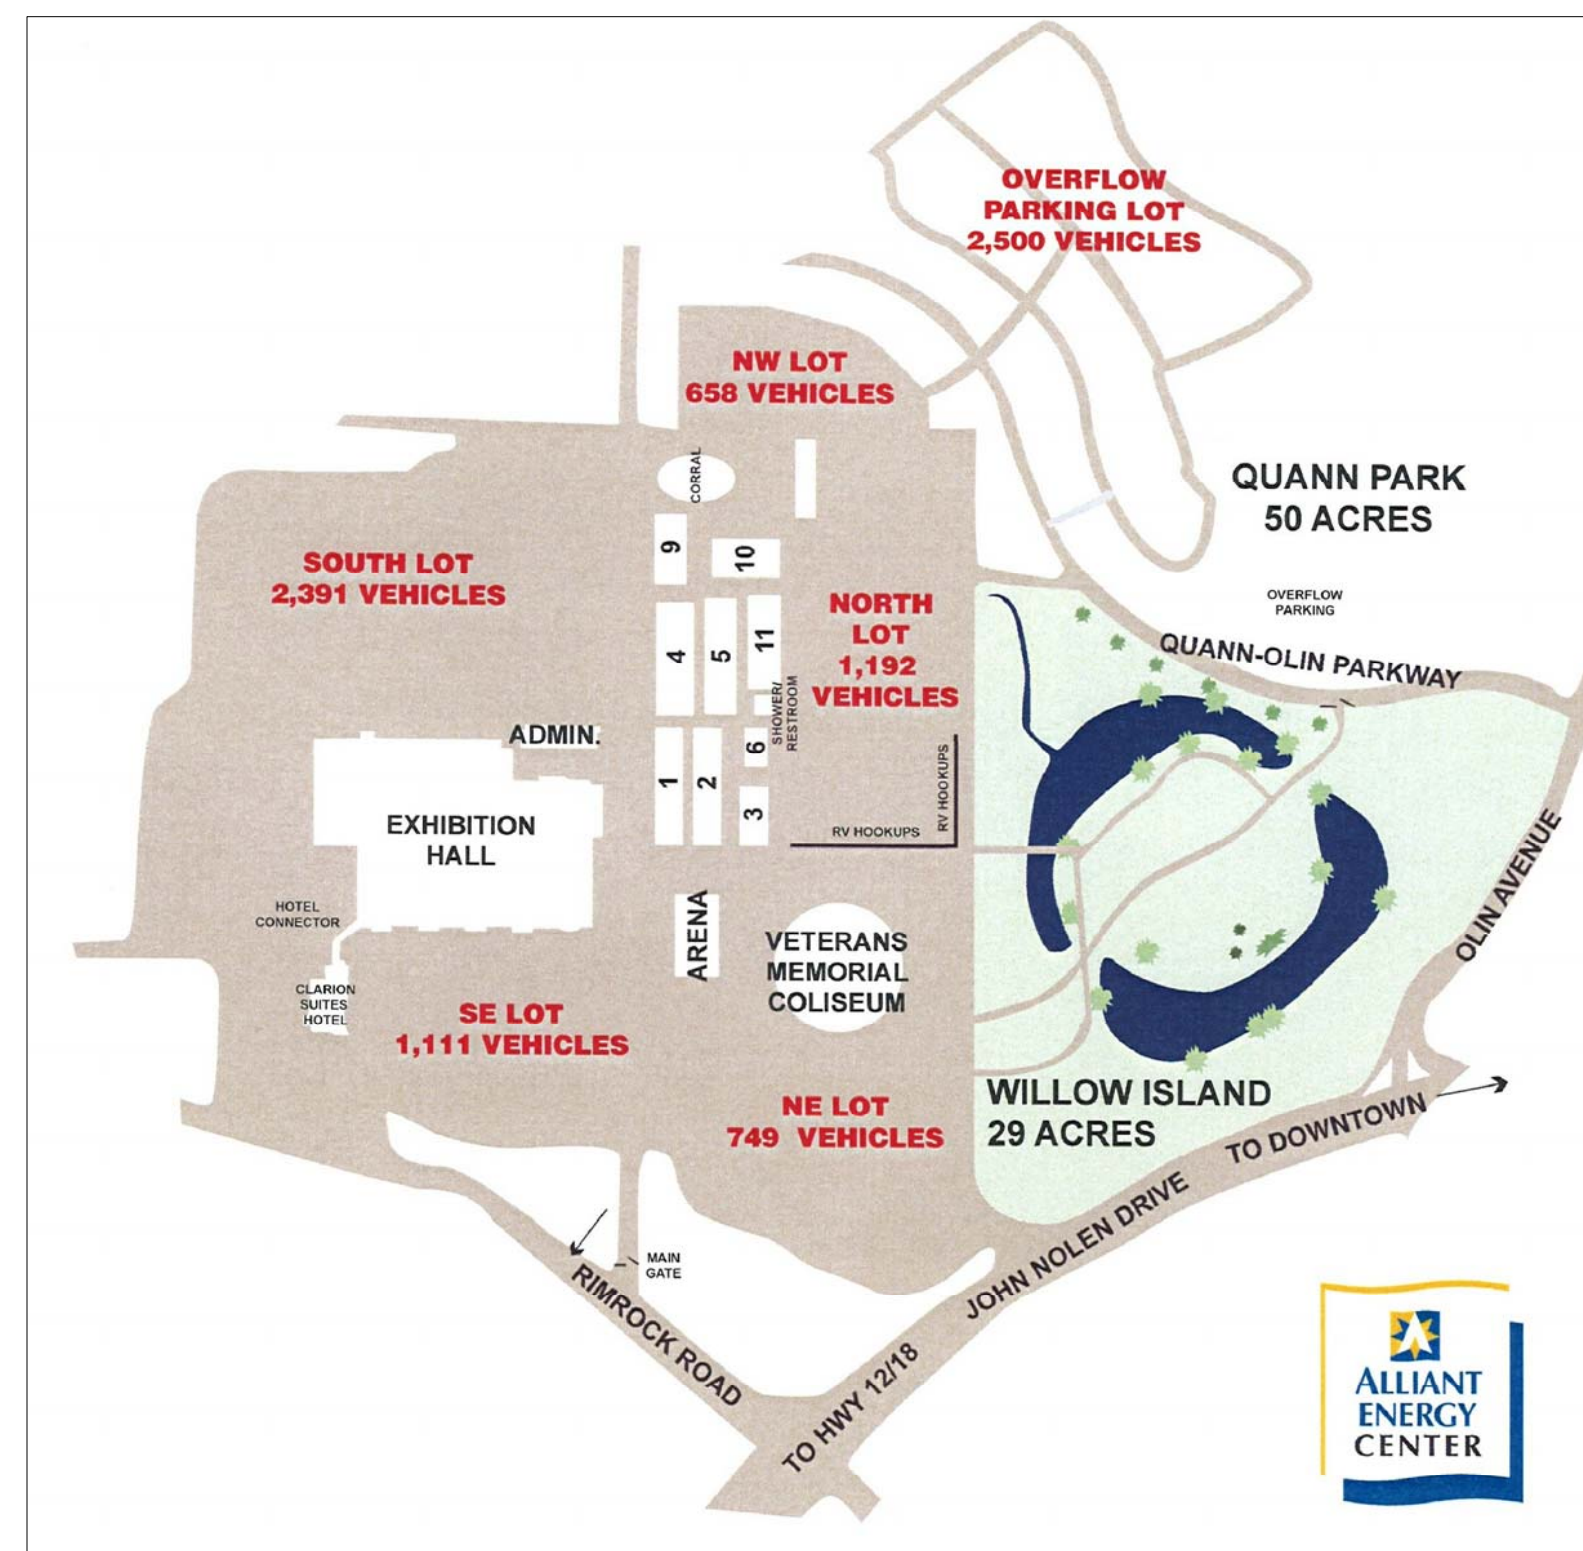 OVERFLOW
PARKING LOT
2,500 VEHICLES
NW LOT
658 VEHICLES
CORRAL
QUANN PARK
50 ACRES
SOUTH LOT
2,391 VEHICLES
9
10
NORTH
LOT
1,192
VEHICLES
OVERFLOW
PARKING
4
5
11
QUANN-OLIN PARKWAY
SHOWER/
RESTROOM
ADMIN.
1
2
6
3
RV HOOKUPS
RV HOOKUPS
EXHIBITION
HALL
OLIN AVENUE
HOTEL
CONNECTOR
ARENA
VETERANS
MEMORIAL
COLISEUM
CLARION
SUITES
HOTEL
SE LOT
1,111 VEHICLES
WILLOW ISLAND
29 ACRES
NE LOT
749 VEHICLES
TO DOWNTOWN
JOHN NOLEN DRIVE
MAIN
GATE
RIMROCK ROAD
TO HWY 12/18
ALLIANT
ENERGY
CENTER